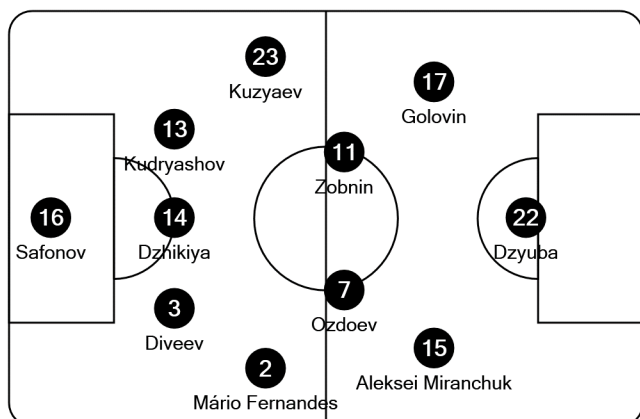 23
Kuzyaev
17
Golovin
13
Kudryashov
11
Zobnin
16
Safonov
14
Dzhikiya
22
Dzyuba
3
Diveev
7
Ozdoev
15
Aleksei Miranchuk
2
Mário Fernandes